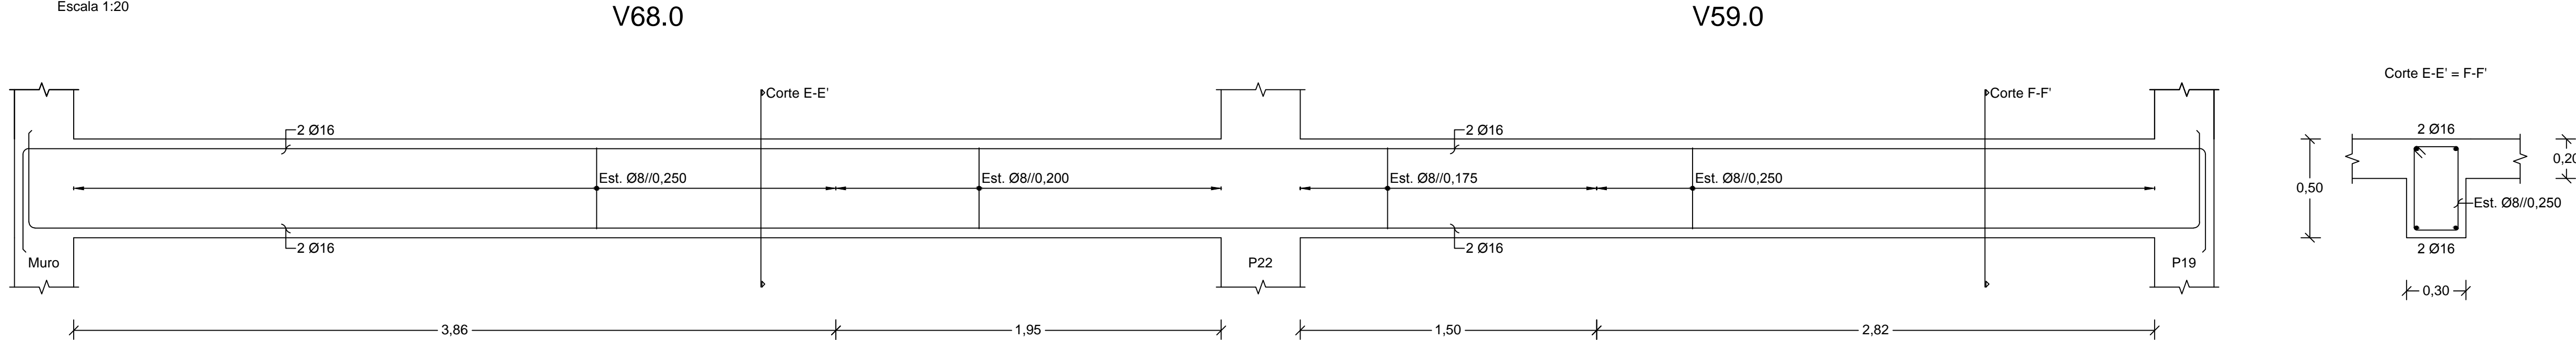 Escala 1:20
V68.0
V59.0
Corte E-E' = F-F'
Corte E-E'
Corte F-F'
2 Ø16
2 Ø16
2 Ø16
0,20
Est. Ø8//0,250
Est. Ø8//0,200
Est. Ø8//0,175
Est. Ø8//0,250
0,50
Est. Ø8//0,250
2 Ø16
2 Ø16
2 Ø16
Muro
P22
P19
0,30
3,86
1,95
1,50
2,82